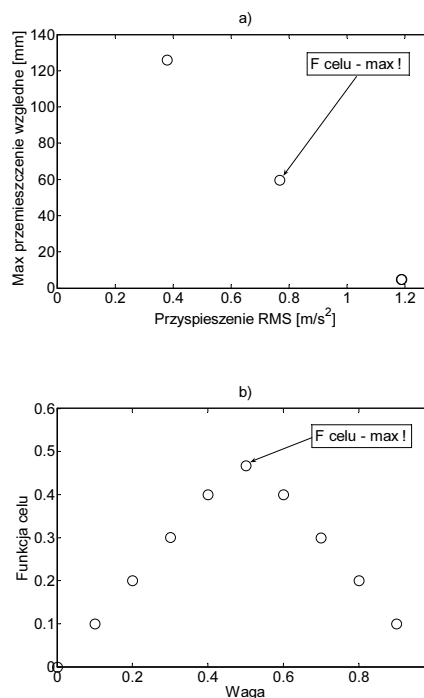 a)
Max przemieszczenie względne [mm]
140
120
100
80
60
40
20
0
F celu - max !
0 0.2 0.4 0.6 0.8 1 1.2
Przyspieszenie RMS [m/s²]
b)
Funkcja celu
0.6
0.5
0.4
0.3
0.2
0.1
0
F celu - max !
0 0.2 0.4 0.6 0.8
Waga